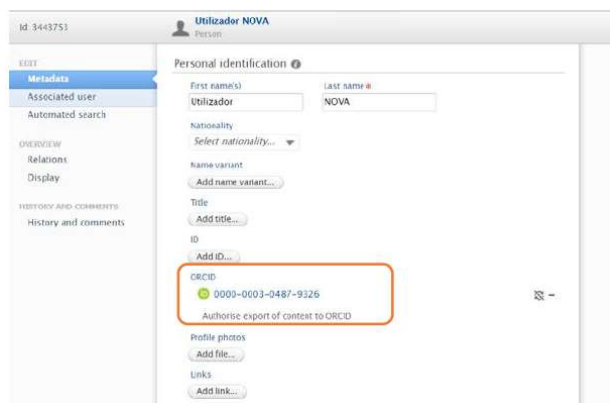 Id: 3443751
Utilizador NOVA
Person
EDIT
Metadata
Associated user
Automated search
OVERVIEW
Relations
Display
HISTORY AND COMMENTS
History and comments
Personal identification
First name(s)
Last name *
Utilizador
NOVA
Nationality
Select nationality...
Name variant
Add name variant...
Title
Add title...
ID
Add ID...
ORCID
iD 0000-0003-0487-9326
Authorise export of content to ORCID
Profile photos
Add file...
Links
Add link...